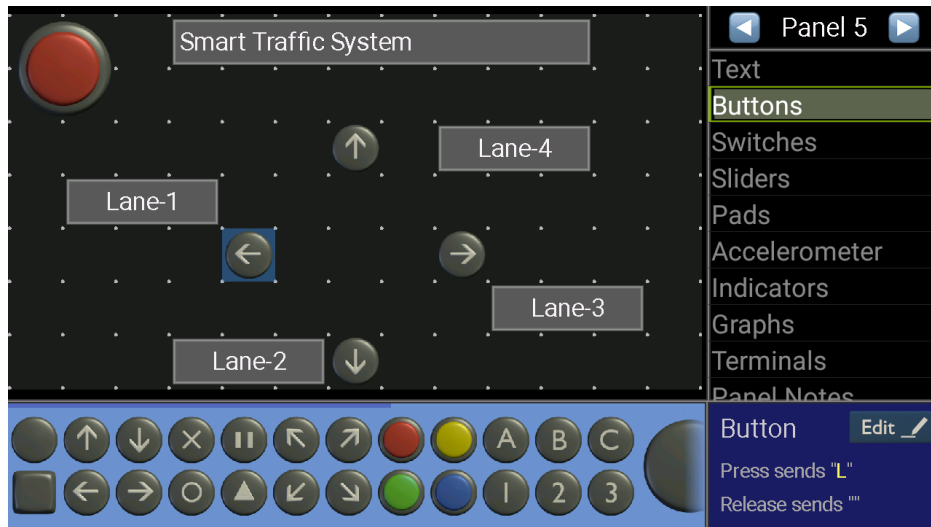 Smart Traffic System
Lane-4
Lane-1
Lane-3
Lane-2
Panel 5
Text
Buttons
Switches
Sliders
Pads
Accelerometer
Indicators
Graphs
Terminals
Panel Notes
A B C
1 2 3
Button Edit
Press sends "L"
Release sends ""